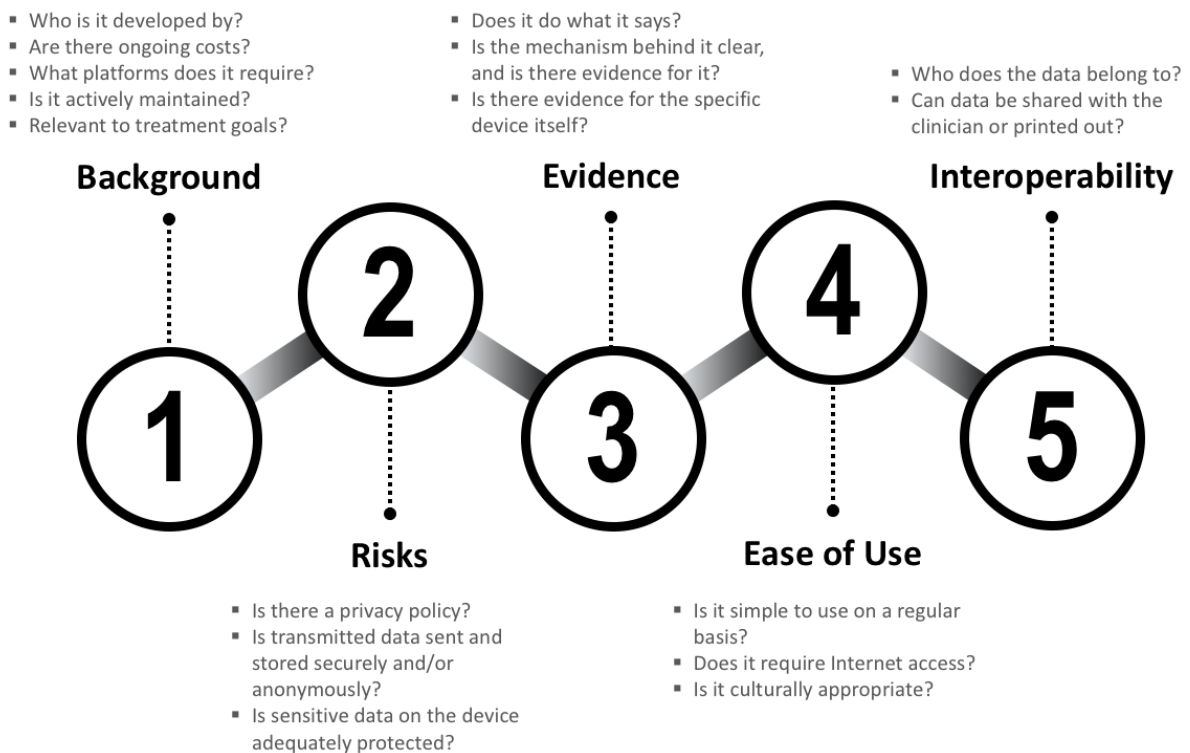 ▪ Who is it developed by?
▪ Are there ongoing costs?
▪ What platforms does it require?
▪ Is it actively maintained?
▪ Relevant to treatment goals?
Background
1
2
Risks
▪ Is there a privacy policy?
▪ Is transmitted data sent and
stored securely and/or
anonymously?
▪ Is sensitive data on the device
adequately protected?
▪ Does it do what it says?
▪ Is the mechanism behind it clear,
and is there evidence for it?
▪ Is there evidence for the specific
device itself?
Evidence
3
4
Ease of Use
▪ Is it simple to use on a regular
basis?
▪ Does it require Internet access?
▪ Is it culturally appropriate?
▪ Who does the data belong to?
▪ Can data be shared with the
clinician or printed out?
Interoperability
5